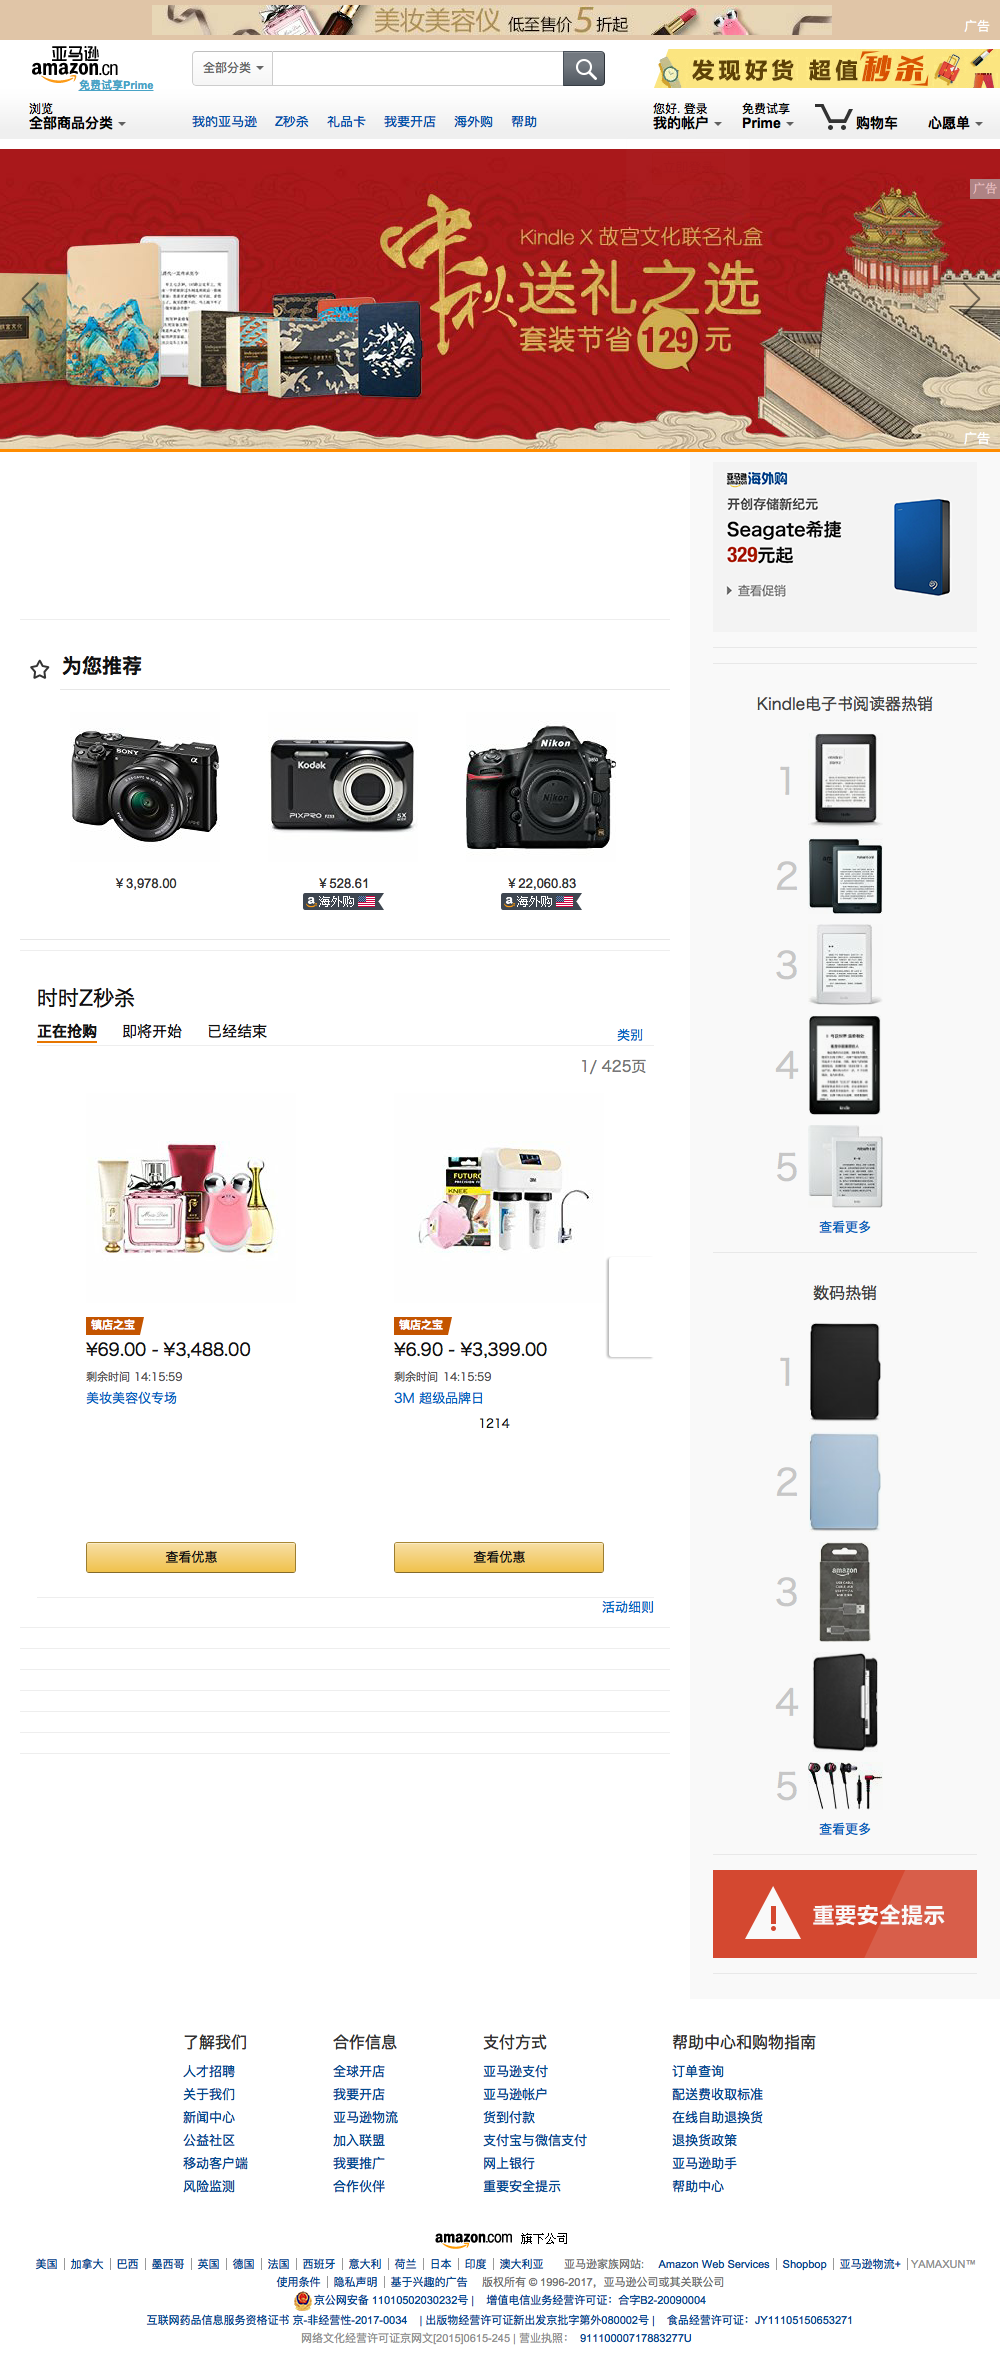 美妆美容仪 低至售价5折起
广告
亚马逊
amazon.cn
免费试享Prime
全部分类
发现好货 超值秒杀
浏览
全部商品分类
我的亚马逊 Z秒杀 礼品卡 我要开店 海外购 帮助
您好, 登录
我的帐户
免费试享
Prime
购物车
心愿单
广告
中秋
Kindle X 故宫文化联名礼盒
送礼之选
套装节省129元
广告
亚马逊 amazon 海外购
开创存储新纪元
Seagate希捷
329元起
查看促销
为您推荐
SONY
Kodak
PIXPRO
5X
Nikon
Nikon
¥ 3,978.00
¥ 528.61
¥ 22,060.83
a 海外购
a 海外购
时时Z秒杀
正在抢购 即将开始 已经结束
类别
1/ 425页
Miss Dior
FUTURO
KNEE
3M
镇店之宝
¥69.00 - ¥3,488.00
剩余时间 14:15:59
美妆美容仪专场
镇店之宝
¥6.90 - ¥3,399.00
剩余时间 14:15:59
3M 超级品牌日
1214
查看优惠
查看优惠
活动细则
Kindle电子书阅读器热销
1
2
3
4
5
查看更多
数码热销
1
2
3
amazon
4
5
查看更多
重要安全提示
了解我们
人才招聘
关于我们
新闻中心
公益社区
移动客户端
风险监测
合作信息
全球开店
我要开店
亚马逊物流
加入联盟
我要推广
合作伙伴
支付方式
亚马逊支付
亚马逊帐户
货到付款
支付宝与微信支付
网上银行
重要安全提示
帮助中心和购物指南
订单查询
配送费收取标准
在线自助退换货
退换货政策
亚马逊助手
帮助中心
amazon.com 旗下公司
美国 | 加拿大 | 巴西 | 墨西哥 | 英国 | 德国 | 法国 | 西班牙 | 意大利 | 荷兰 | 日本 | 印度 | 澳大利亚 亚马逊家族网站: Amazon Web Services | Shopbop | 亚马逊物流+ | YAMAXUN™
使用条件 | 隐私声明 | 基于兴趣的广告 版权所有 © 1996-2017, 亚马逊公司或其关联公司
京公网安备 11010502030232号 | 增值电信业务经营许可证：合字B2-20090004
互联网药品信息服务资格证书 京-非经营性-2017-0034 | 出版物经营许可证新出发京批字第外080002号 | 食品经营许可证：JY11105150653271
网络文化经营许可证京网文[2015]0615-245 | 营业执照： 91110000717883277U